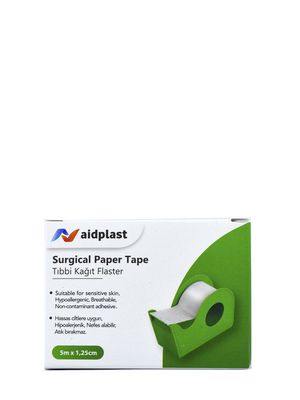 aidplast
Surgical Paper Tape
Tıbbi Kağıt Flaster
• Suitable for sensitive skin,
Hypoallergenic, Breathable,
Non-contaminant adhesive.
• Hassas ciltlere uygun,
Hipoalerjenik, Nefes alabilir,
Atık bırakmaz.
5m x 1,25cm